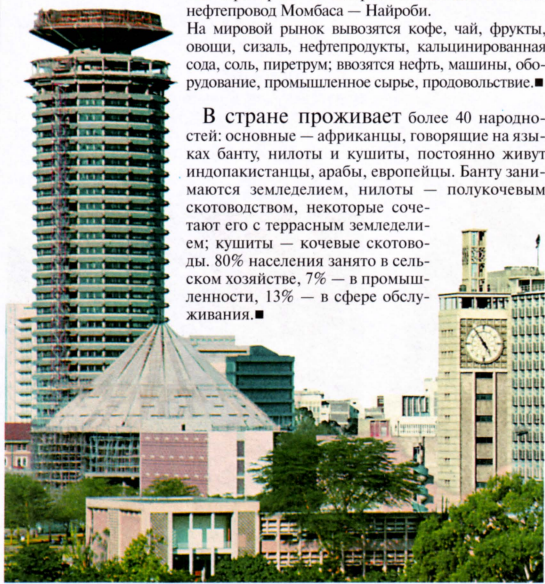 нефтепровод Момбаса — Найроби.
На мировой рынок вывозятся кофе, чай, фрукты,
овощи, сизаль, нефтепродукты, кальцинированная
сода, соль, пиретрум; ввозятся нефть, машины, обо-
рудование, промышленное сырье, продовольствие.■
В стране проживает более 40 народно-
стей: основные — африканцы, говорящие на язы-
ках банту, нилоты и кушиты, постоянно живут
индопакистанцы, арабы, европейцы. Банту зани-
маются земледелием, нилоты — полукочевым
скотоводством, некоторые соче-
тают его с террасным земледели-
ем; кушиты — кочевые скотово-
ды. 80% населения занято в сель-
ском хозяйстве, 7% — в промыш-
ленности, 13% — в сфере обслу-
живания.■